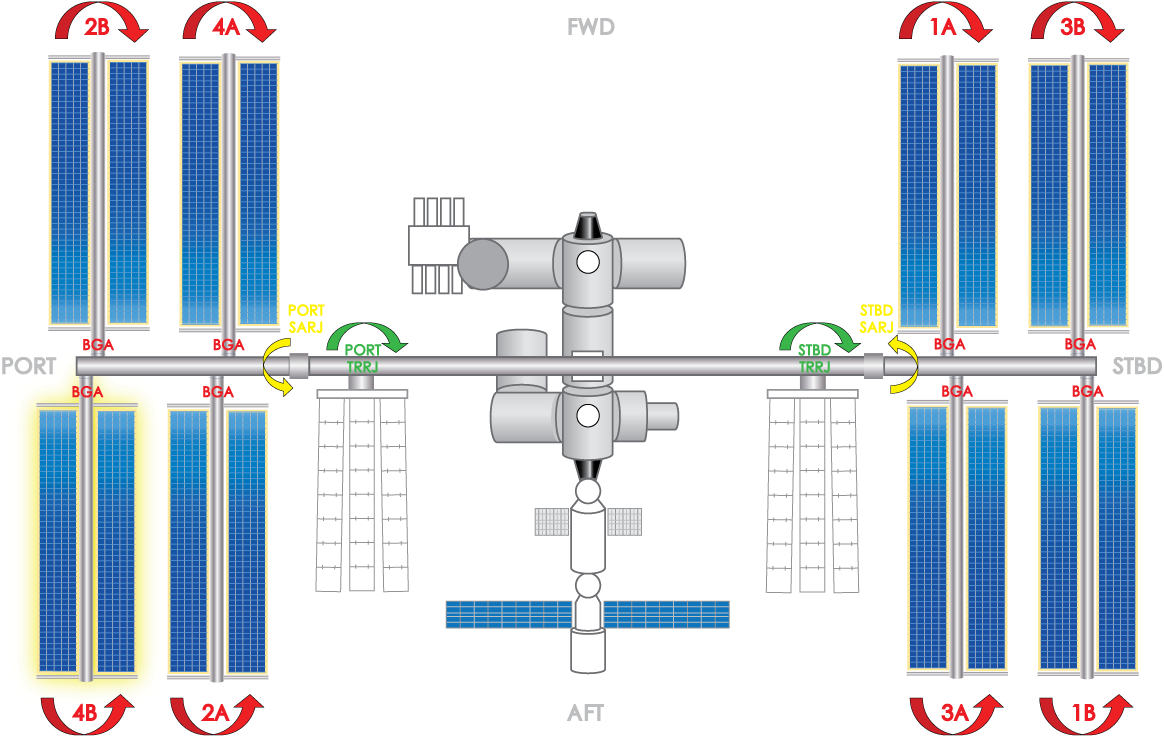 2B
4A
FWD
1A
3B
PORT
SARJ
STBD
SARJ
BGA
BGA
PORT
TRRJ
STBD
TRRJ
BGA
BGA
PORT
STBD
BGA
BGA
BGA
BGA
4B
2A
AFT
3A
1B